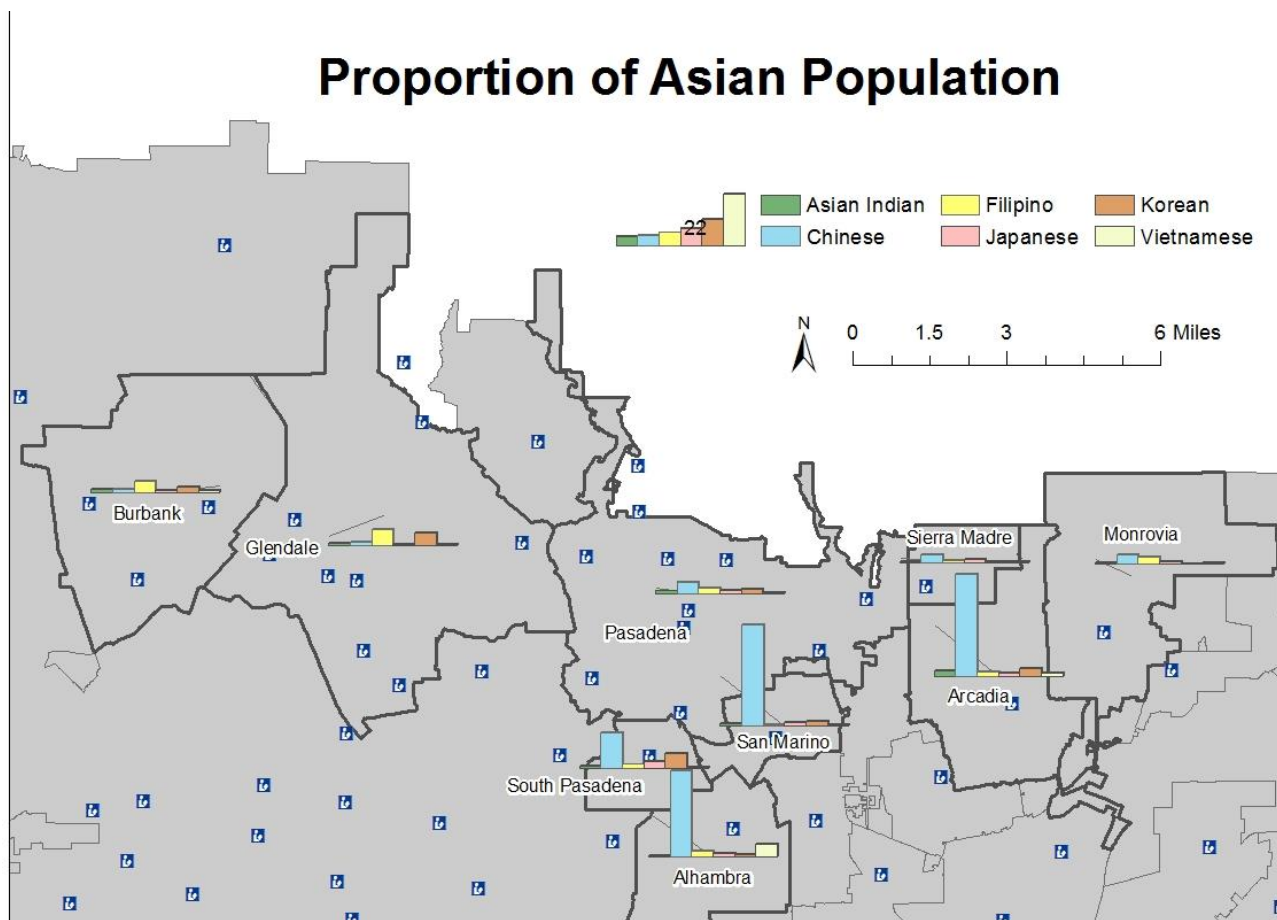 Proportion of Asian Population
22
Asian Indian
Filipino
Korean
Chinese
Japanese
Vietnamese
N
0 1.5 3 6 Miles
Burbank
Glendale
Sierra Madre
Monrovia
Pasadena
Arcadia
San Marino
South Pasadena
Alhambra